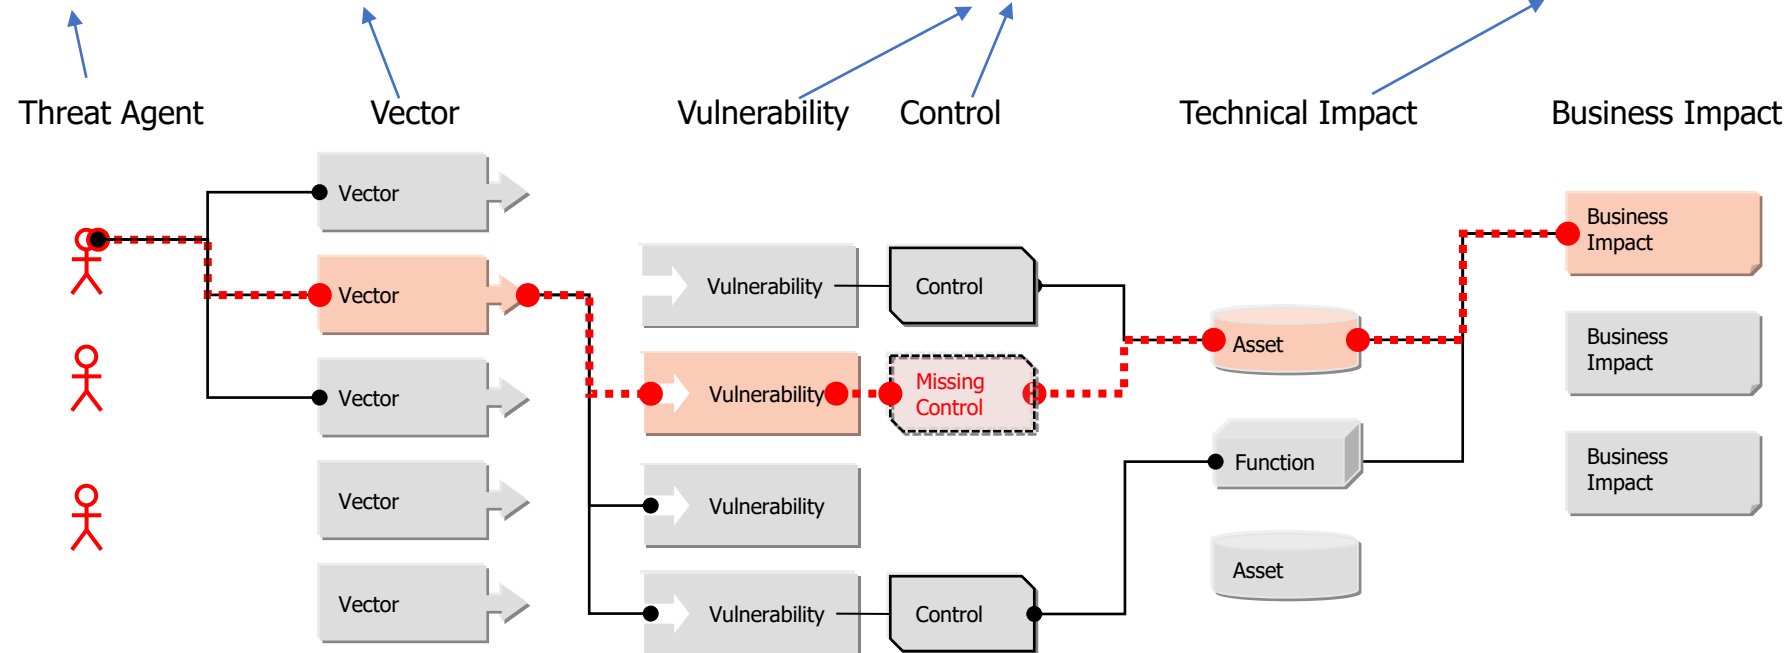 Threat Agent
Vector
Vulnerability
Control
Technical Impact
Business Impact
Vector
Vector
Vector
Vector
Vector
Vulnerability
Control
Vulnerability
Missing
Control
Vulnerability
Vulnerability
Control
Asset
Function
Asset
Business
Impact
Business
Impact
Business
Impact